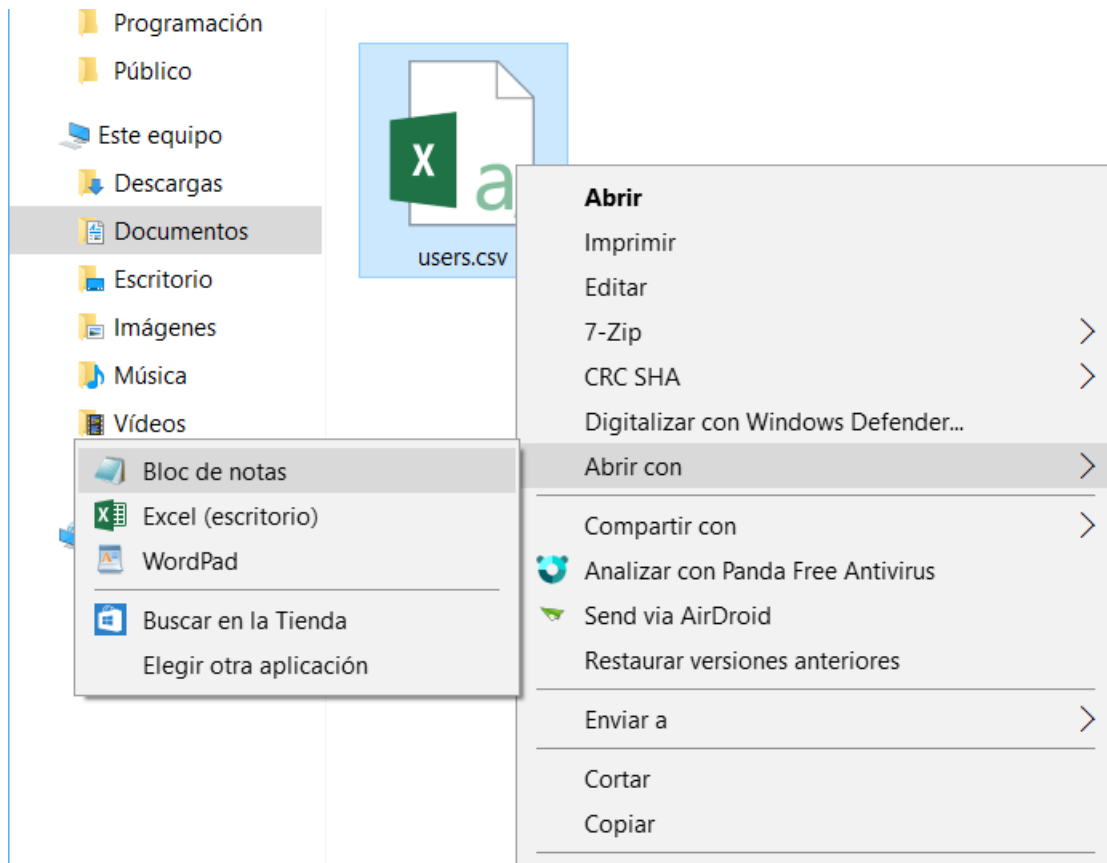 Programación
Público
Este equipo
Descargas
Documentos
Escritorio
Imágenes
Música
Vídeos
X
a,
users.csv
Abrir
Imprimir
Editar
7-Zip
CRC SHA
Digitalizar con Windows Defender...
Abrir con
Compartir con
Analizar con Panda Free Antivirus
Send via AirDroid
Restaurar versiones anteriores
Enviar a
Cortar
Copiar
Bloc de notas
Excel (escritorio)
WordPad
Buscar en la Tienda
Elegir otra aplicación